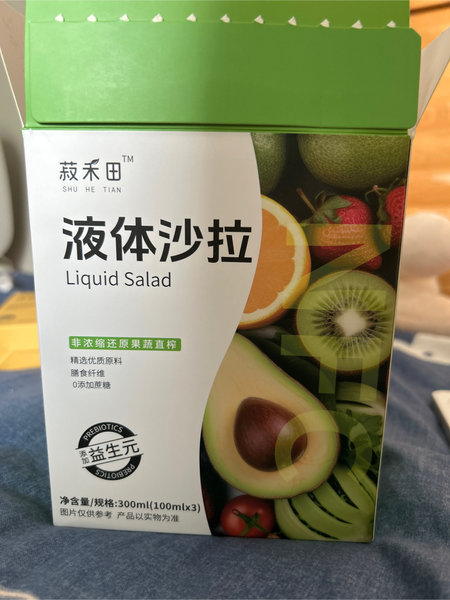 菽禾田™
SHU HE TIAN
液体沙拉
Liquid Salad
非浓缩还原果蔬直榨
精选优质原料
膳食纤维
0添加蔗糖
PREBIOTICS
添加
益生元
PREBIOTICS
净含量/规格:300ml(100mlx3)
图片仅供参考 产品以实物为准
NFC